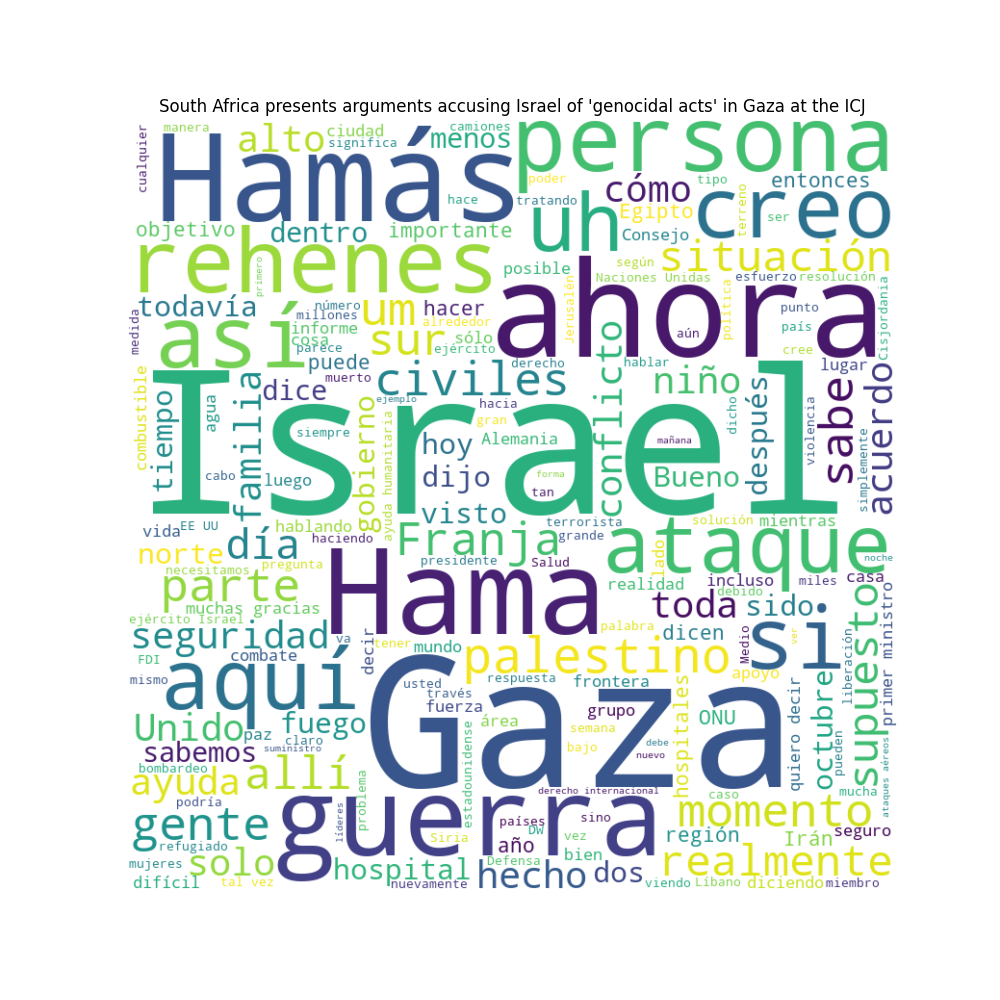 South Africa presents arguments accusing Israel of 'genocidal acts' in Gaza at the ICJ
cualquier
manera
alto
ciudad
significa
camiones
menos
persona
Hamás
hace
poder
tratando
cómo
tipo
entonces
uh
Egipto
Consejo
creo
terreno
ser
objetivo
dentro
importante
rehenes
primero
posible
según
Naciones Unidas
situación
esfuerzo
resolución
todavía
número
millones
um
hacer
alrededor
ahora
Jerusalén
aún
política
punto
país
cree
Cisjordania
medida
así
informe
cosa
parece
sur
sólo
ejército
puede
derecho
hablar
lugar
combustible
tiempo
agua
familia
dice
muerto
ejemplo
civiles
hacia
conflicto
niño
dicho
después
violencia
sabe
acuerdo
simplemente
Israel
siempre
gobierno
ayuda humanitaria
gran
hoy
Alemania
mañana
cabo
luego
dijo
forma
tan
Bueno
vida
EE UU
hablando
haciendo
visto
terrorista
grande
solución
mientras
norte
día
pregunta
Franja
presidente
Salud
lado
ataque
noche
necesitamos
parte
muchas gracias
Hama
realidad
incluso
debido
miles
casa
ejército Israel
toda
sido
seguridad
va
decir
tener
mundo
palabra
dicen
Medio
ver
si
supuesto
primer ministro
FDI
combate
palestino
apoyo
liberación
mismo
aquí
Gaza
usted
través
fuerza
respuesta
frontera
grupo
hospitales
ONU
quiero decir
octubre
pueden
ataques aéreos
Unido
paz
fuego
claro
suministro
sabemos
estadounidense
área
semana
bajo
debe
nuevo
bombardeo
ayuda
allí
derecho internacional
caso
mucha
podría
gente
guerra
líderes
problema
países
DW
sino
momento
refugiado
Siria
año
vez
bien
región
Irán
seguro
mujeres
solo
hospital
Defensa
realmente
difícil
tal vez
nuevamente
hecho
dos
viendo
Líbano
diciendo
miembro